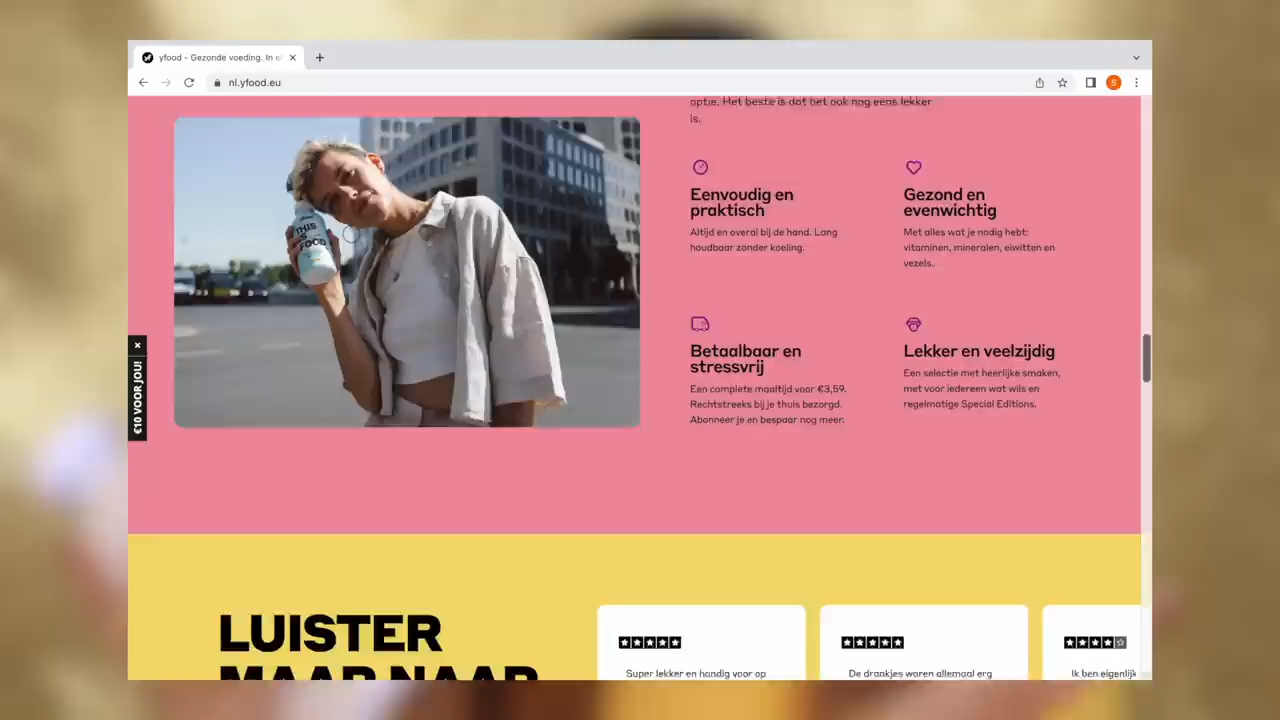 yfood - Gezonde voeding. In
nl.yfood.eu
S
optie. Het beste is dat het ook nog eens lekker
is.
THIS
IS
FOOD
Eenvoudig en
praktisch
Altijd en overal bij de hand. Lang
houdbaar zonder koeling.
Gezond en
evenwichtig
Met alles wat je nodig hebt:
vitaminen, mineralen, eiwitten en
vezels.
Betaalbaar en
stressvrij
Een complete maaltijd voor €3,59.
Rechtstreeks bij je thuis bezorgd.
Abonneer je en bespaar nog meer.
Lekker en veelzijdig
Een selectie met heerlijke smaken,
met voor iedereen wat wils en
regelmatige Special Editions.
€10 VOOR JOU!
LUISTER
MAAR NAAR
Super lekker en handig voor op
De drankjes waren allemaal erg
Ik ben eigenlijk